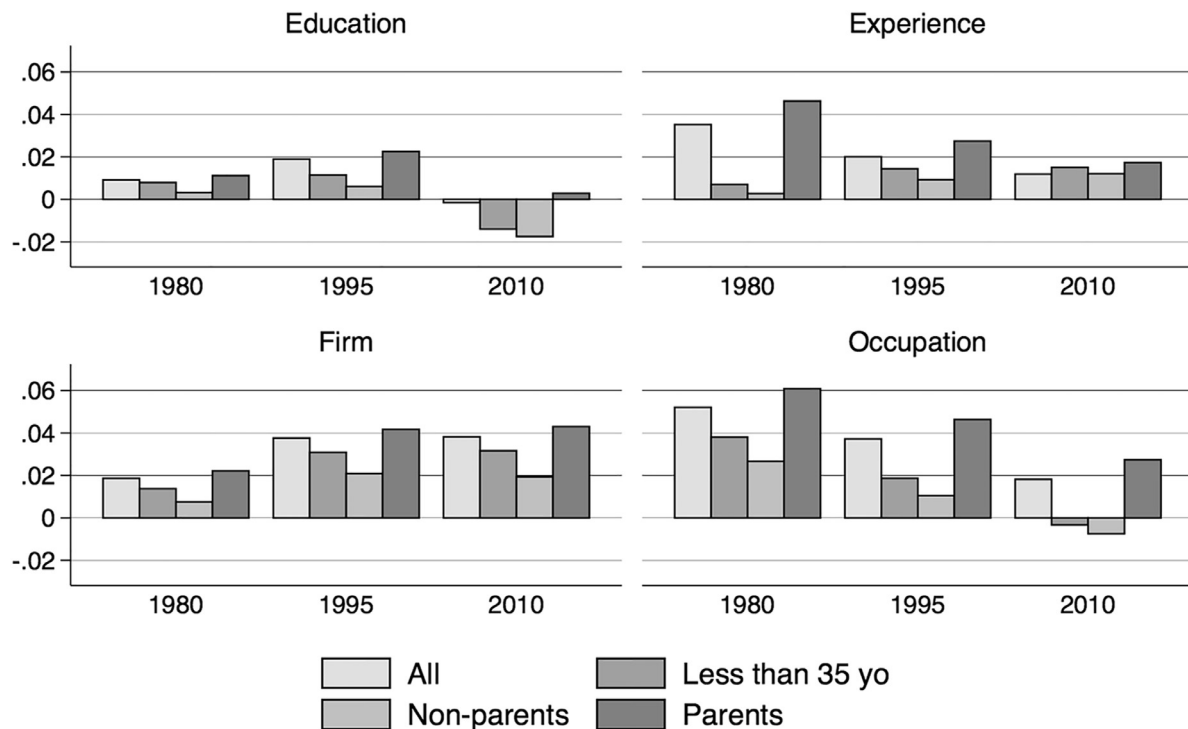 Education
Experience
.06
.04
.02
0
-.02
1980 1995 2010
1980 1995 2010
Firm
Occupation
.06
.04
.02
0
-.02
1980 1995 2010
1980 1995 2010
All
Less than 35 yo
Non-parents
Parents